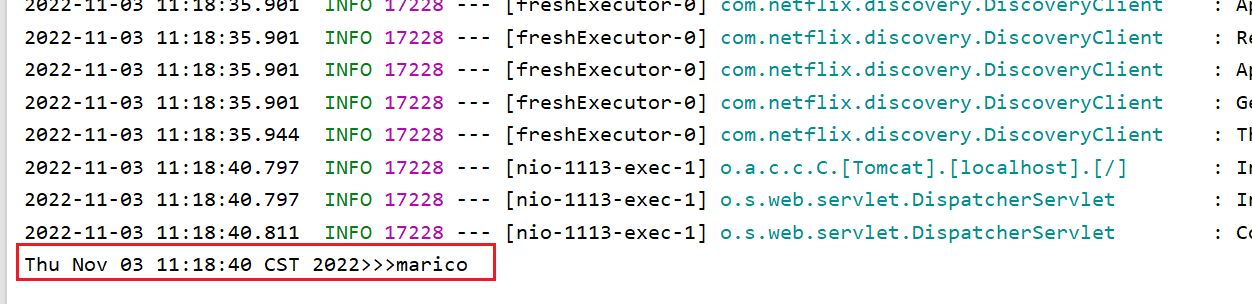 2022-11-03 11:18:35.901  INFO 17228 --- [freshExecutor-0] com.netflix.discovery.DiscoveryClient    : Ap
2022-11-03 11:18:35.901  INFO 17228 --- [freshExecutor-0] com.netflix.discovery.DiscoveryClient    : Re
2022-11-03 11:18:35.901  INFO 17228 --- [freshExecutor-0] com.netflix.discovery.DiscoveryClient    : Ap
2022-11-03 11:18:35.901  INFO 17228 --- [freshExecutor-0] com.netflix.discovery.DiscoveryClient    : Ge
2022-11-03 11:18:35.944  INFO 17228 --- [freshExecutor-0] com.netflix.discovery.DiscoveryClient    : Th
2022-11-03 11:18:40.797  INFO 17228 --- [nio-1113-exec-1] o.a.c.c.C.[Tomcat].[localhost].[/]       : In
2022-11-03 11:18:40.797  INFO 17228 --- [nio-1113-exec-1] o.s.web.servlet.DispatcherServlet        : In
2022-11-03 11:18:40.811  INFO 17228 --- [nio-1113-exec-1] o.s.web.servlet.DispatcherServlet        : Co
Thu Nov 03 11:18:40 CST 2022>>>marico